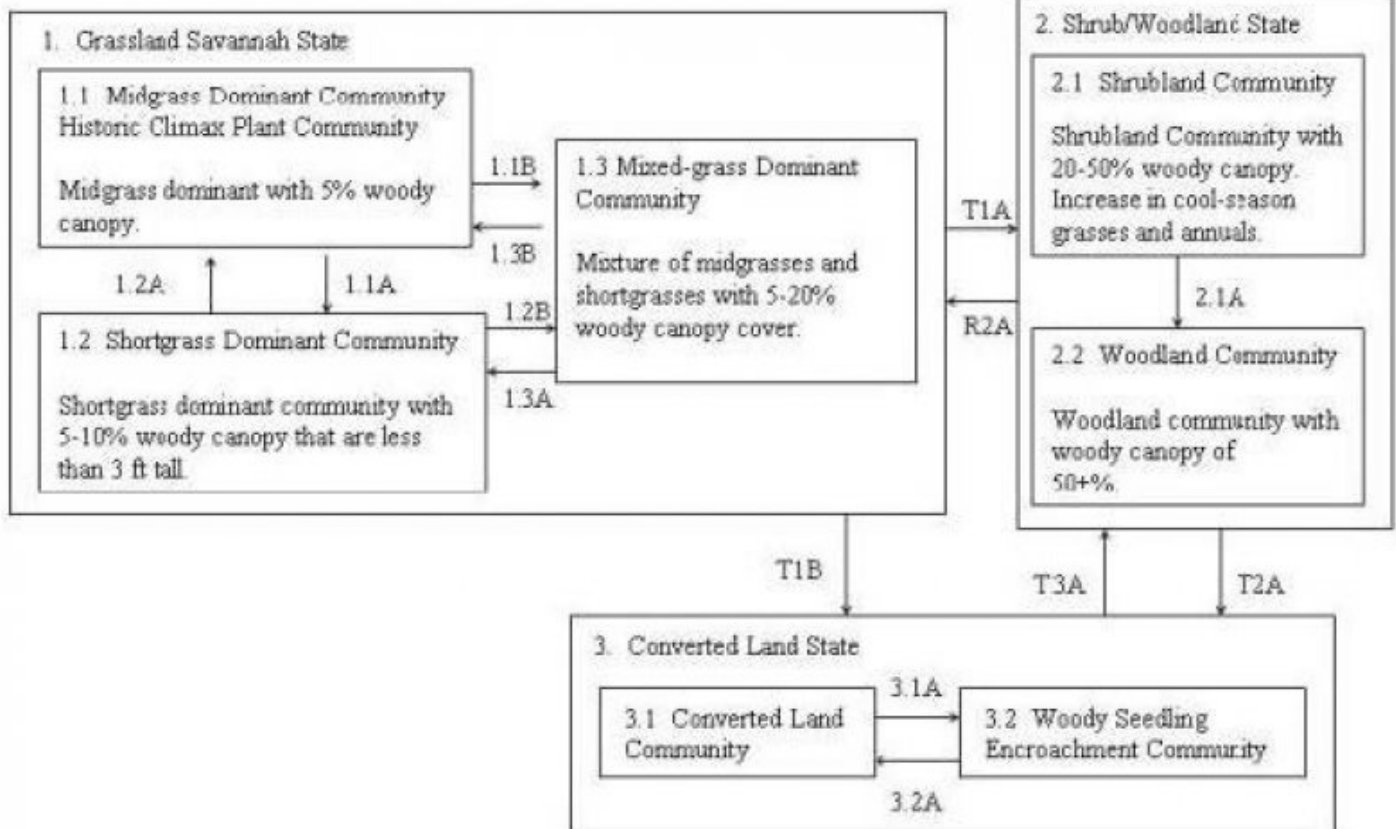 1. Grassland Savannah State
1.1 Midgrass Dominant Community
Historic Climax Plant Community
Midgrass dominant with 5% woody
canopy.
1.1B
1.3B
1.2A
1.1A
1.2 Shortgrass Dominant Community
Shortgrass dominant community with
5-10% woody canopy that are less
than 3 ft tall.
1.2B
1.3A
1.3 Mixed-grass Dominant
Community
Mixture of midgrasses and
shortgrasses with 5-20%
woody canopy cover.
T1A
R2A
2. Shrub/Woodland State
2.1 Shrubland Community
Shrubland Community with
20-50% woody canopy.
Increase in cool-season
grasses and annuals.
2.1A
2.2 Woodland Community
Woodland community with
woody canopy of
50+%.
T1B
T3A
T2A
3. Converted Land State
3.1 Converted Land
Community
3.1A
3.2A
3.2 Woody Seedling
Encroachment Community